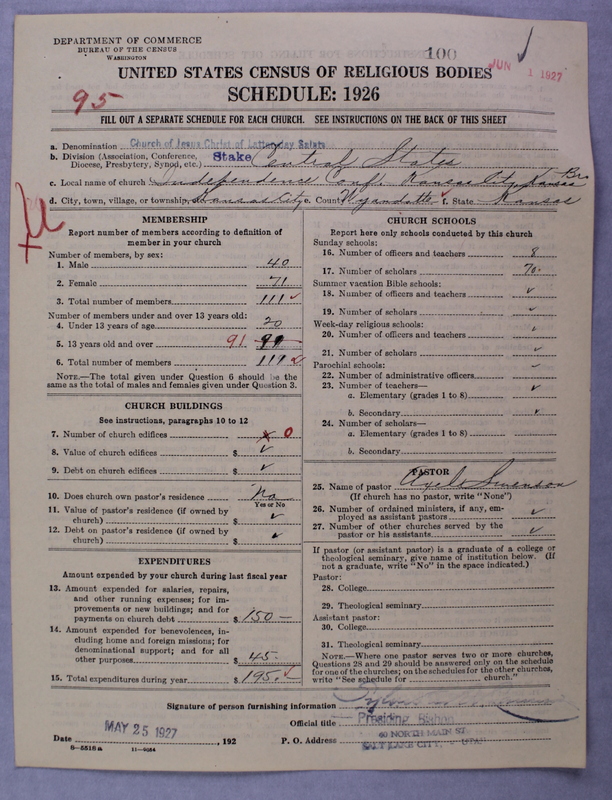 DEPARTMENT OF COMMERCE
BUREAU OF THE CENSUS
WASHINGTON
100
JUN 1 1927
UNITED STATES CENSUS OF RELIGIOUS BODIES
SCHEDULE: 1926
95
FILL OUT A SEPARATE SCHEDULE FOR EACH CHURCH. SEE INSTRUCTIONS ON THE BACK OF THIS SHEET
a. Denomination Church of Jesus Christ of Latter-day Saints
b. Division (Association, Conference, Diocese, Presbytery, Synod, etc.) Stake Central States
c. Local name of church Independence Conf. Kansas City Kansas Br.
d. City, town, village, or township Kansas City e. County Wyandotte f. State Kansas
MEMBERSHIP
Report number of members according to definition of
member in your church
Number of members, by sex:
1. Male 40
2. Female 71
3. Total number of members 111
Number of members under and over 13 years old:
4. Under 13 years of age 20
5. 13 years old and over 91 91
6. Total number of members 111
NOTE.—The total given under Question 6 should be the
same as the total of males and females given under Question 3.
CHURCH BUILDINGS
See instructions, paragraphs 10 to 12
7. Number of church edifices 0
8. Value of church edifices $
9. Debt on church edifices $
10. Does church own pastor's residence No
Yes or No
11. Value of pastor's residence (if owned by
church) $
12. Debt on pastor's residence (if owned by
church) $
EXPENDITURES
Amount expended by your church during last fiscal year
13. Amount expended for salaries, repairs,
and other running expenses; for im-
provements or new buildings; and for
payments on church debt $150—
14. Amount expended for benevolences, in-
cluding home and foreign missions; for
denominational support; and for all
other purposes $45.
15. Total expenditures during year $195.
CHURCH SCHOOLS
Report here only schools conducted by this church
Sunday schools:
16. Number of officers and teachers 8
17. Number of scholars 70.
Summer vacation Bible schools:
18. Number of officers and teachers
19. Number of scholars
Week-day religious schools:
20. Number of officers and teachers
21. Number of scholars
Parochial schools:
22. Number of administrative officers
23. Number of teachers—
a. Elementary (grades 1 to 8)
b. Secondary
24. Number of scholars—
a. Elementary (grades 1 to 8)
b. Secondary
PASTOR
25. Name of pastor Axel Swenson
(If church has no pastor, write "None")
26. Number of ordained ministers, if any, em-
ployed as assistant pastors
27. Number of other churches served by the
pastor or his assistants
If pastor (or assistant pastor) is a graduate of a college or
theological seminary, give name of institution below. (If
not a graduate, write "No" in the space indicated.)
Pastor:
28. College
29. Theological seminary
Assistant pastor:
30. College
31. Theological seminary
NOTE.—Where one pastor serves two or more churches,
Questions 28 and 29 should be answered only on the schedule
for one of the churches; on the schedules for the other churches,
write "See schedule for church."
Signature of person furnishing information
Official title Presiding Bishop
Date MAY 25 1927, 192 P. O. Address 40 NORTH MAIN ST.
SALT LAKE CITY - UTAH
8-5518a 11-9084